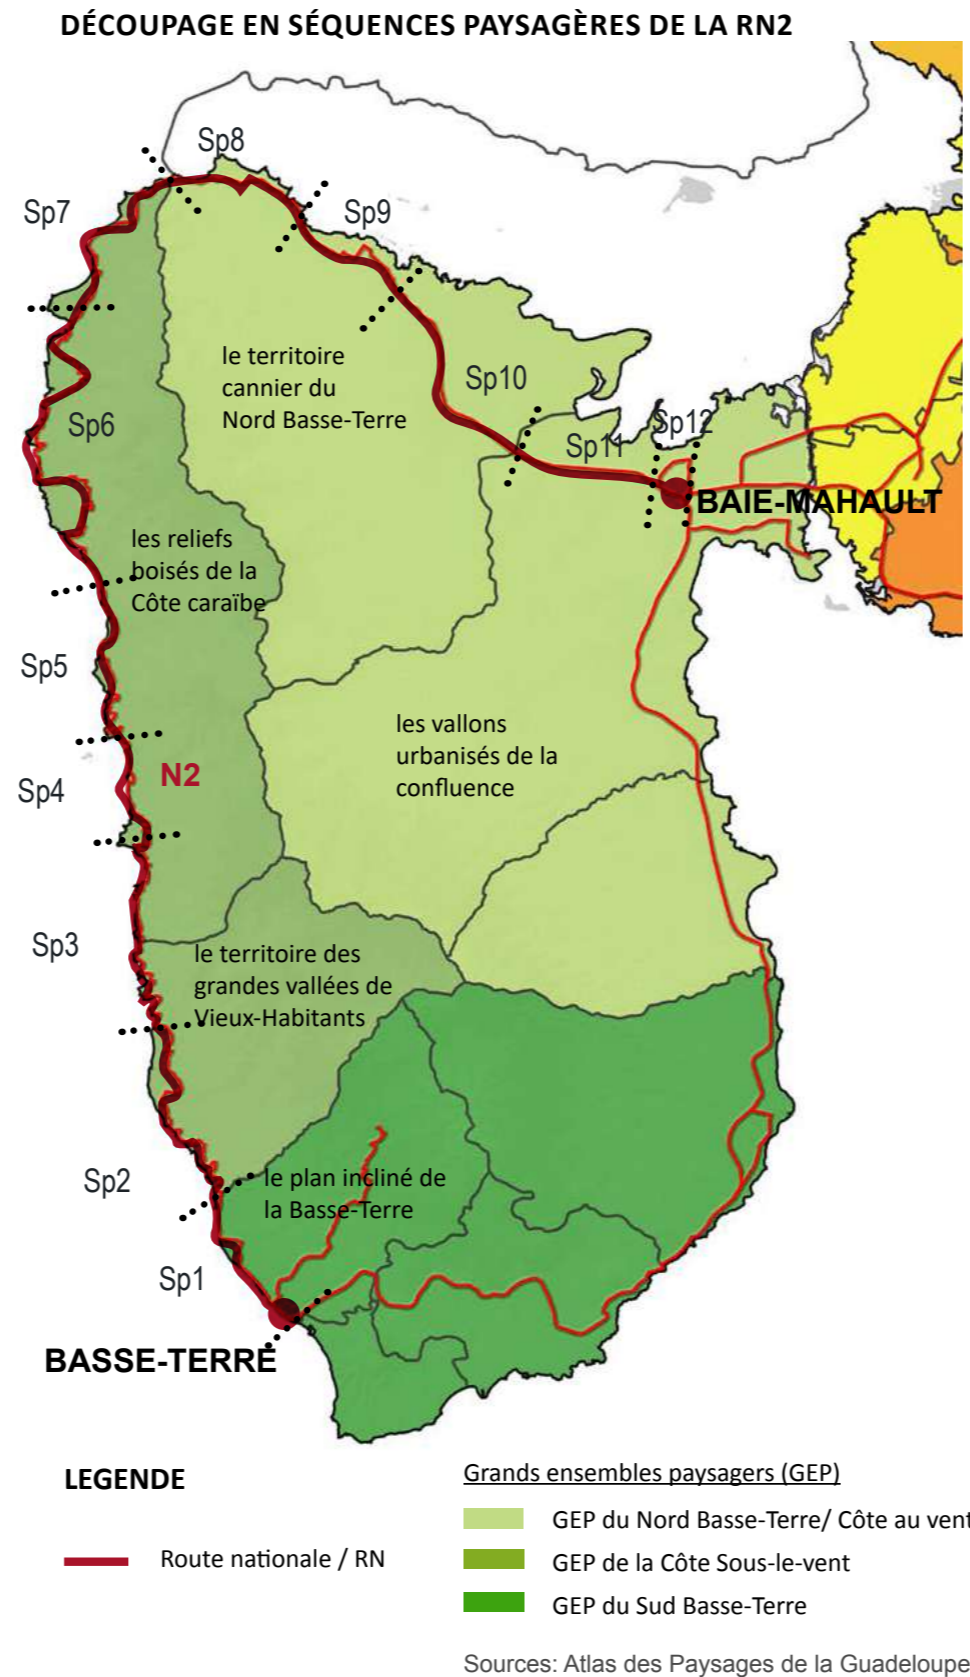 DÉCOUPAGE EN SÉQUENCES PAYSAGÈRES DE LA RN2
Sp8
Sp7
Sp9
le territoire
cannier du
Nord Basse-Terre
Sp10
Sp6
Sp11
Sp12
BAIE-MAHAULT
les reliefs
boisés de la
Côte caraïbe
Sp5
les vallons
urbanisés de la
confluence
N2
Sp4
Sp3
le territoire des
grandes vallées de
Vieux-Habitants
Sp2
le plan incliné de
la Basse-Terre
Sp1
BASSE-TERRE
LEGENDE
Route nationale / RN
Grands ensembles paysagers (GEP)
GEP du Nord Basse-Terre/ Côte au vent
GEP de la Côte Sous-le-vent
GEP du Sud Basse-Terre
Sources: Atlas des Paysages de la Guadeloupe